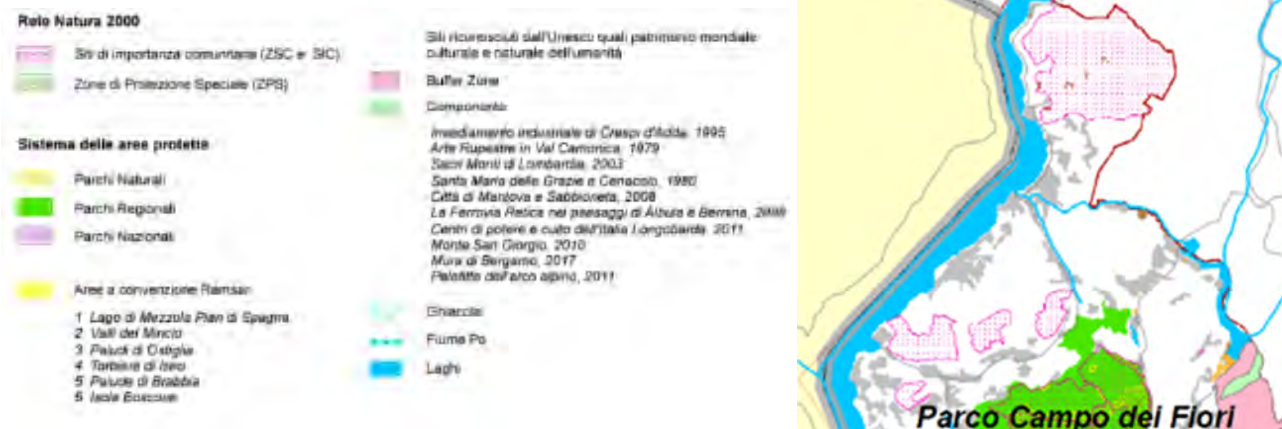 Rete Natura 2000
Siti di importanza comunitaria (ZSC e SIC)
Zone di Protezione Speciale (ZPS)
Sistema delle aree protette
Parchi Naturali
Parchi Regionali
Parchi Nazionali
Aree a convenzione Ramsar
1 Lago di Mezzola Pian di Spagna
2 Valli del Mincio
3 Paludi di Ostiglia
4 Torbiere di Iseo
5 Palude di Brabbia
6 Isola Boscone
Siti riconosciuti dall'Unesco quali patrimonio mondiale
culturale e naturale dell'umanità
Buffer Zone
Componente
Insediamento industriale di Crespi d'Adda, 1995
Arte Rupestre in Val Camonica, 1979
Sacri Monti di Lombardia, 2003
Santa Maria delle Grazie e Cenacolo, 1980
Città di Mantova e Sabbioneta, 2008
La Ferrovia Retica nei paesaggi di Albula e Bernina, 2008
Centri di potere e culto dell'Italia Longobarda, 2011
Monte San Giorgio, 2010
Mura di Bergamo, 2017
Palafitte dell'arco alpino, 2011
Ghiacciai
Fiume Po
Laghi
Parco Campo dei Fiori